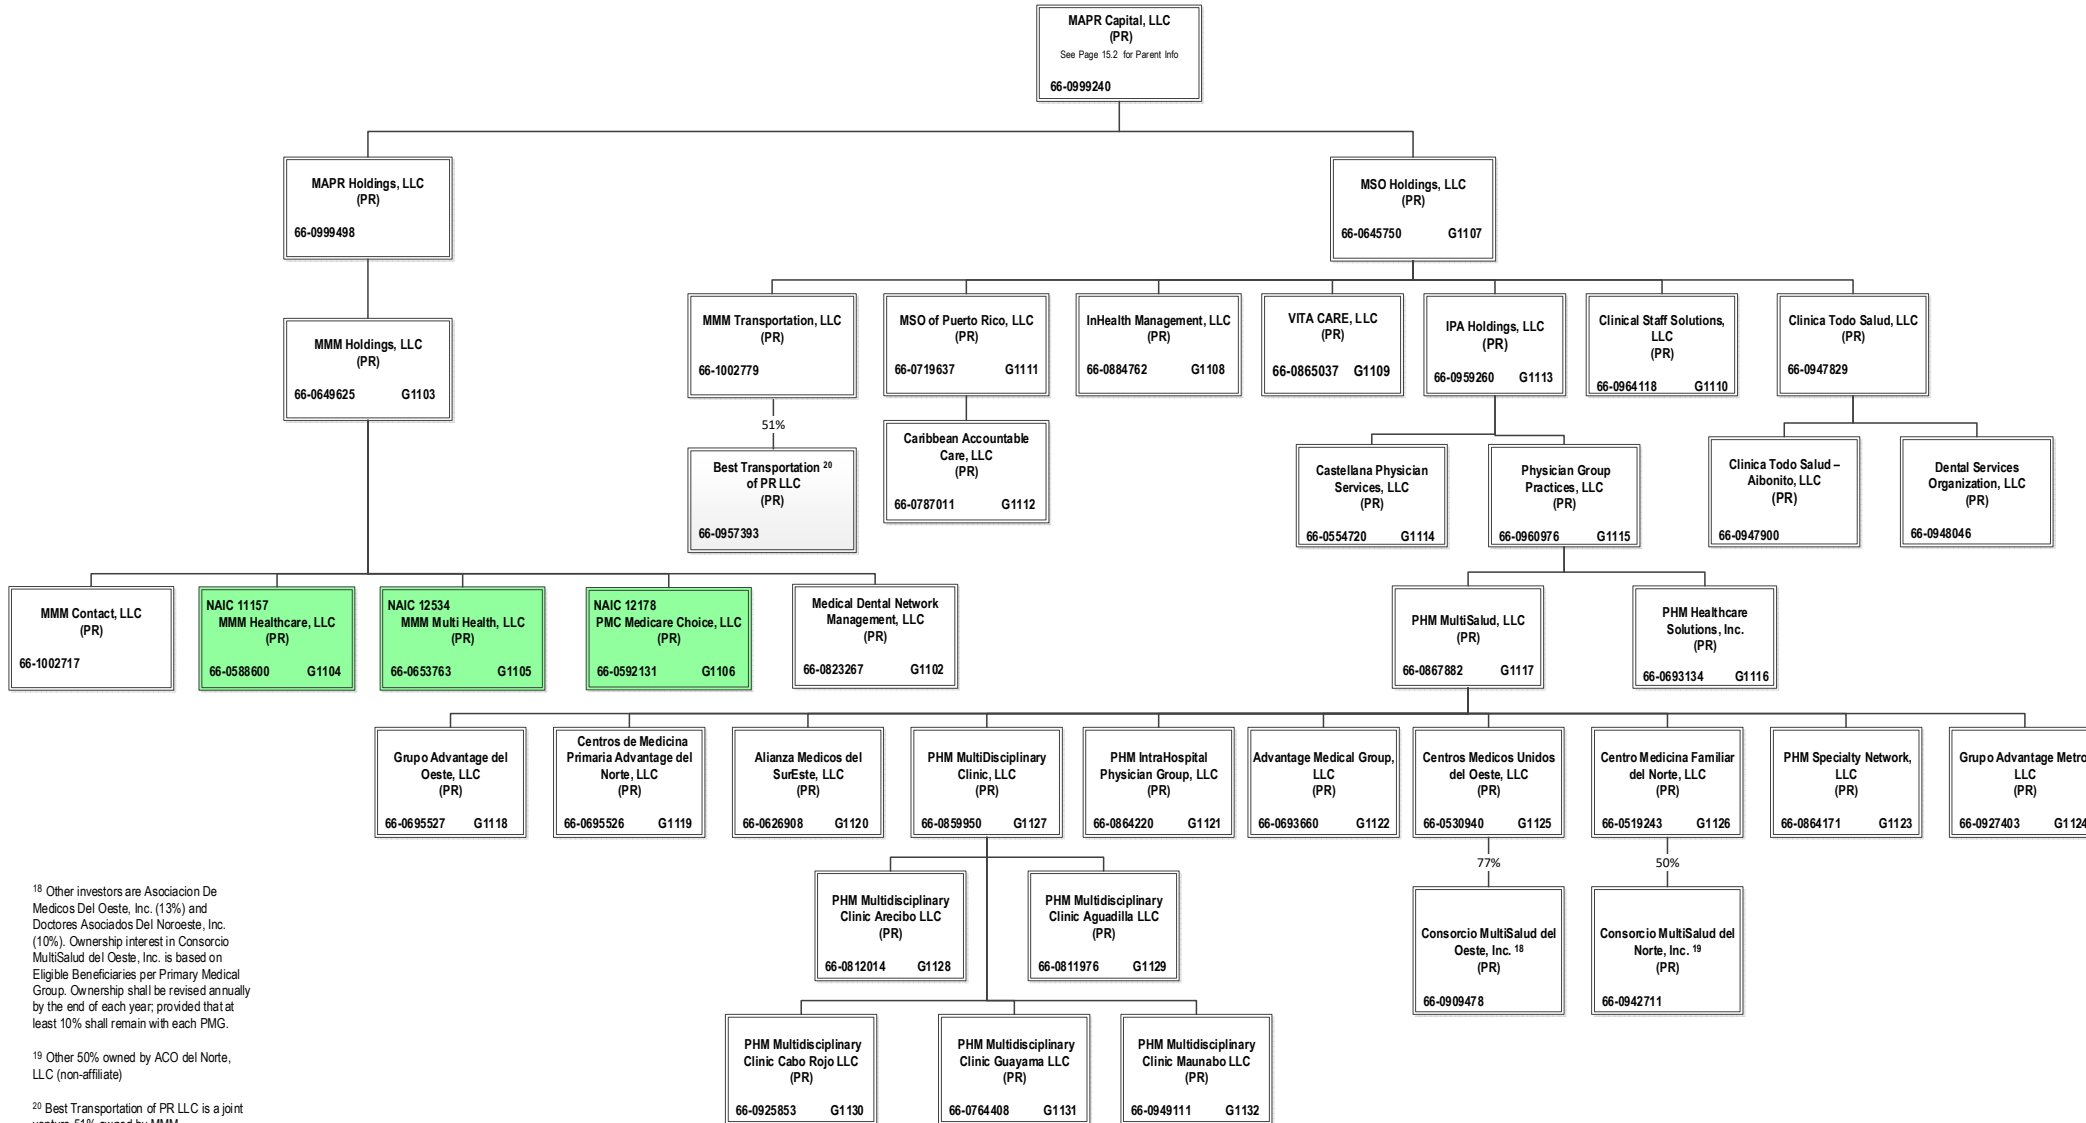 MAPR Capital, LLC
(PR)
See Page 15.2 for Parent Info
66-0999240
MAPR Holdings, LLC
(PR)
66-0999498
MSO Holdings, LLC
(PR)
66-0645750 G1107
MMM Holdings, LLC
(PR)
66-0649625 G1103
MMM Transportation, LLC
(PR)
66-1002779
MSO of Puerto Rico, LLC
(PR)
66-0719637 G1111
InHealth Management, LLC
(PR)
66-0884762 G1108
VITA CARE, LLC
(PR)
66-0865037 G1109
IPA Holdings, LLC
(PR)
66-0959260 G1113
Clinical Staff Solutions,
LLC
(PR)
66-0964118 G1110
Clinica Todo Salud, LLC
(PR)
66-0947829
51%
Best Transportation 20
of PR LLC
(PR)
66-0957393
Caribbean Accountable
Care, LLC
(PR)
66-0787011 G1112
Castellana Physician
Services, LLC
(PR)
66-0554720 G1114
Physician Group
Practices, LLC
(PR)
66-0960976 G1115
Clinica Todo Salud –
Aibonito, LLC
(PR)
66-0947900
Dental Services
Organization, LLC
(PR)
66-0948046
MMM Contact, LLC
(PR)
66-1002717
NAIC 11157
MMM Healthcare, LLC
(PR)
66-0588600 G1104
NAIC 12534
MMM Multi Health, LLC
(PR)
66-0653763 G1105
NAIC 12178
PMC Medicare Choice, LLC
(PR)
66-0592131 G1106
Medical Dental Network
Management, LLC
(PR)
66-0823267 G1102
PHM MultiSalud, LLC
(PR)
66-0867882 G1117
PHM Healthcare
Solutions, Inc.
(PR)
66-0693134 G1116
Grupo Advantage del
Oeste, LLC
(PR)
66-0695527 G1118
Centros de Medicina
Primaria Advantage del
Norte, LLC
(PR)
66-0695526 G1119
Alianza Medicos del
SurEste, LLC
(PR)
66-0626908 G1120
PHM MultiDisciplinary
Clinic, LLC
(PR)
66-0859950 G1127
PHM IntraHospital
Physician Group, LLC
(PR)
66-0864220 G1121
Advantage Medical Group,
LLC
(PR)
66-0693660 G1122
Centros Medicos Unidos
del Oeste, LLC
(PR)
66-0530940 G1125
Centro Medicina Familiar
del Norte, LLC
(PR)
66-0519243 G1126
PHM Specialty Network,
LLC
(PR)
66-0864171 G1123
Grupo Advantage Metro
LLC
(PR)
66-0927403 G1124
PHM Multidisciplinary
Clinic Arecibo LLC
(PR)
66-0812014 G1128
PHM Multidisciplinary
Clinic Aguadilla LLC
(PR)
66-0811976 G1129
77%
Consorcio MultiSalud del
Oeste, Inc. 18
(PR)
66-0909478
50%
Consorcio MultiSalud del
Norte, Inc. 19
(PR)
66-0942711
PHM Multidisciplinary
Clinic Cabo Rojo LLC
(PR)
66-0925853 G1130
PHM Multidisciplinary
Clinic Guayama LLC
(PR)
66-0764408 G1131
PHM Multidisciplinary
Clinic Maunabo LLC
(PR)
66-0949111 G1132
18 Other investors are Asociacion De
Medicos Del Oeste, Inc. (13%) and
Doctores Asociados Del Noroeste, Inc.
(10%). Ownership interest in Consorcio
MultiSalud del Oeste, Inc. is based on
Eligible Beneficiaries per Primary Medical
Group. Ownership shall be revised annually
by the end of each year; provided that at
least 10% shall remain with each PMG.
19 Other 50% owned by ACO del Norte,
LLC (non-affiliate)
20 Best Transportation of PR LLC is a joint
venture 51% owned by MMM